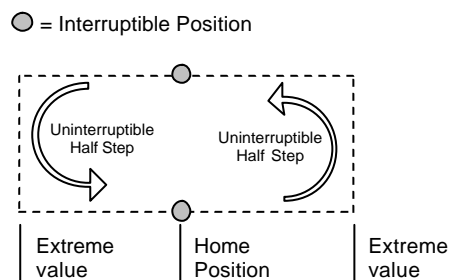 = Interruptible Position
Uninterruptible
Half Step
Uninterruptible
Half Step
Extreme
value
Home
Position
Extreme
value